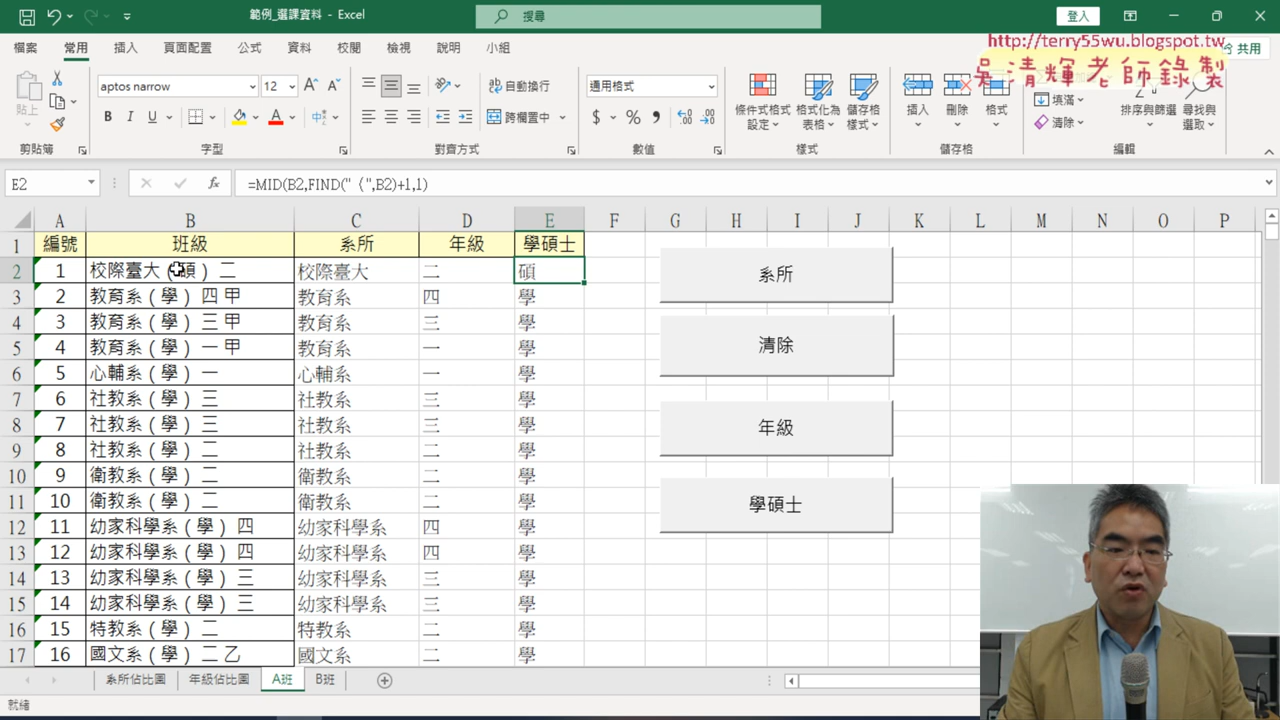 範例_選課資料 - Excel
搜尋
登入
http://terry55wu.blogspot.tw
吳清輝老師錄製
檔案 常用 插入 頁面配置 公式 資料 校閱 檢視 說明 小組 共用
貼上
aptos narrow 12
B I U A
自動換行
跨欄置中
通用格式
$ % ,
條件式格式設定 格式化為表格 儲存格樣式
插入 刪除 格式
填滿
清除
排序與篩選 尋找與選取
剪貼簿 字型 對齊方式 數值 樣式 儲存格 編輯
E2 fx =MID(B2,FIND("（",B2)+1,1)
A B C D E F G H I J K L M N O P
1 編號 班級 系所 年級 學碩士
2 1 校際臺大（碩）二 校際臺大 二 碩
3 2 教育系（學）四 甲 教育系 四 學
4 3 教育系（學）三 甲 教育系 三 學
5 4 教育系（學）一 甲 教育系 一 學
6 5 心輔系（學）一 心輔系 一 學
7 6 社教系（學）三 社教系 三 學
8 7 社教系（學）三 社教系 三 學
9 8 社教系（學）二 社教系 二 學
10 9 衛教系（學）二 衛教系 二 學
11 10 衛教系（學）二 衛教系 二 學
12 11 幼家科學系（學）四 幼家科學系 四 學
13 12 幼家科學系（學）四 幼家科學系 四 學
14 13 幼家科學系（學）三 幼家科學系 三 學
15 14 幼家科學系（學）三 幼家科學系 三 學
16 15 特教系（學）二 特教系 二 學
17 16 國文系（學）二 乙 國文系 二 學
系所
清除
年級
學碩士
系所佔比圖 年級佔比圖 A班 B班
就緒